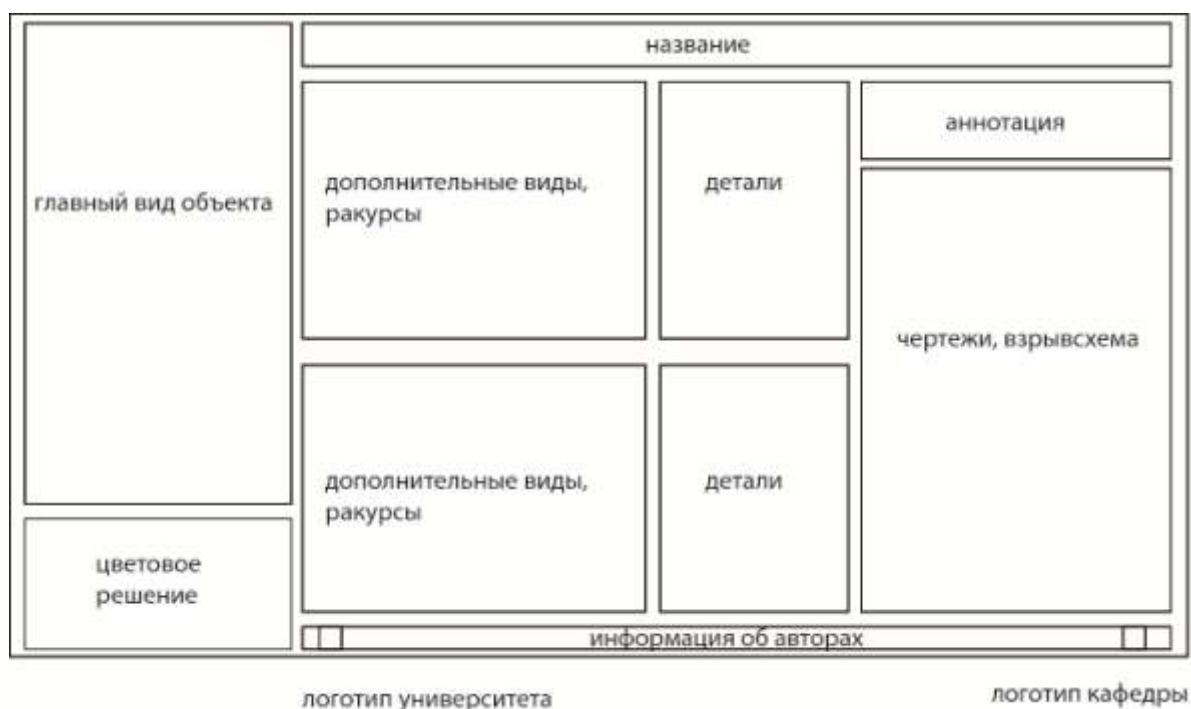 название
главный вид объекта
дополнительные виды,
ракурсы
детали
аннотация
чертежи, взрывсхема
дополнительные виды,
ракурсы
детали
цветовое
решение
информация об авторах
логотип университета
логотип кафедры